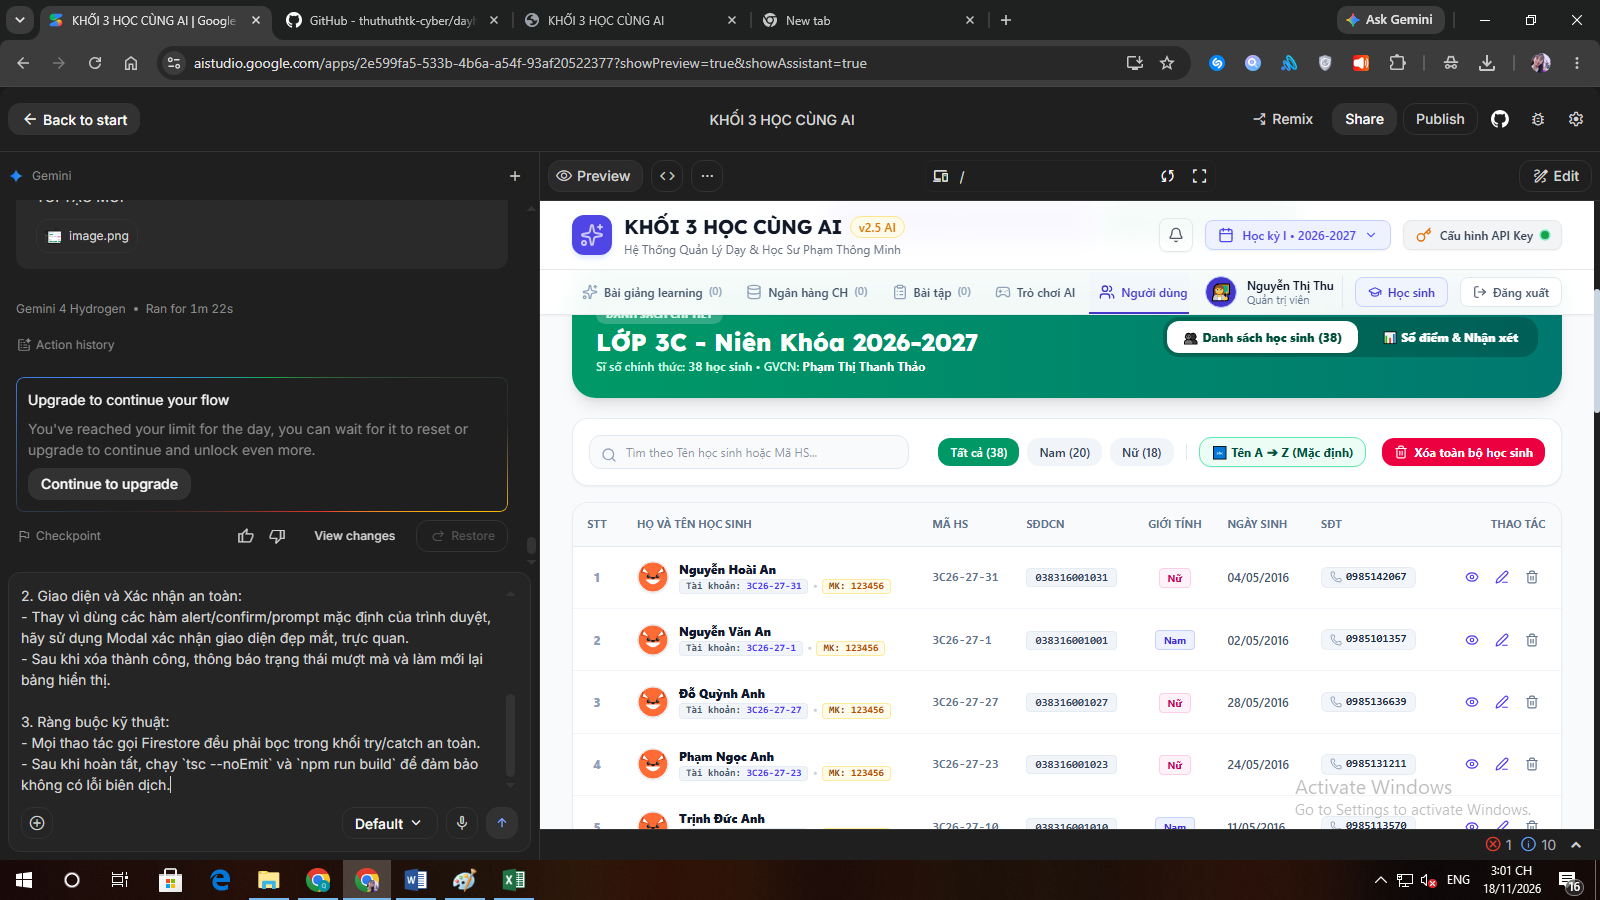 KHỐI 3 HỌC CÙNG AI | Google
GitHub - thuthuthtk-cyber/dayh
KHỐI 3 HỌC CÙNG AI
New tab
Ask Gemini
aistudio.google.com/apps/2e599fa5-533b-4b6a-a54f-93af20522377?showPreview=true&showAssistant=true
Back to start
KHỐI 3 HỌC CÙNG AI
Remix
Share
Publish
Gemini
image.png
Gemini 4 Hydrogen • Ran for 1m 22s
Action history
Upgrade to continue your flow
You've reached your limit for the day, you can wait for it to reset or
upgrade to continue and unlock even more.
Continue to upgrade
Checkpoint
View changes
Restore
2. Giao diện và Xác nhận an toàn:
- Thay vì dùng các hàm alert/confirm/prompt mặc định của trình duyệt,
hãy sử dụng Modal xác nhận giao diện đẹp mắt, trực quan.
- Sau khi xóa thành công, thông báo trạng thái mượt mà và làm mới lại
bảng hiển thị.
3. Ràng buộc kỹ thuật:
- Mọi thao tác gọi Firestore đều phải bọc trong khối try/catch an toàn.
- Sau khi hoàn tất, chạy `tsc --noEmit` và `npm run build` để đảm bảo
không có lỗi biên dịch.
Default
Preview
/
Edit
KHỐI 3 HỌC CÙNG AI v2.5 AI
Hệ Thống Quản Lý Dạy & Học Sư Phạm Thông Minh
Học kỳ I • 2026-2027
Cấu hình API Key
Bài giảng learning (0)
Ngân hàng CH (0)
Bài tập (0)
Trò chơi AI
Người dùng
Nguyễn Thị Thu
Quản trị viên
Học sinh
Đăng xuất
LỚP 3C - Niên Khóa 2026-2027
Sĩ số chính thức: 38 học sinh • GVCN: Phạm Thị Thanh Thảo
Danh sách học sinh (38)
Sổ điểm & Nhận xét
Tìm theo Tên học sinh hoặc Mã HS...
Tất cả (38)
Nam (20)
Nữ (18)
Tên A → Z (Mặc định)
Xóa toàn bộ học sinh
STT HỌ VÀ TÊN HỌC SINH MÃ HS SĐDCN GIỚI TÍNH NGÀY SINH SĐT THAO TÁC
1 Nguyễn Hoài An 3C26-27-31 038316001031 Nữ 04/05/2016 0985142067
Tài khoản: 3C26-27-31 • MK: 123456
2 Nguyễn Văn An 3C26-27-1 038316001001 Nam 02/05/2016 0985101357
Tài khoản: 3C26-27-1 • MK: 123456
3 Đỗ Quỳnh Anh 3C26-27-27 038316001027 Nữ 28/05/2016 0985136639
Tài khoản: 3C26-27-27 • MK: 123456
4 Phạm Ngọc Anh 3C26-27-23 038316001023 Nữ 24/05/2016 0985131211
Tài khoản: 3C26-27-23 • MK: 123456
5 Trịnh Đức Anh 3C26-27-10 038316001010 Nam 11/05/2016 0985113570
Activate Windows
Go to Settings to activate Windows.
1
10
ENG
3:01 CH
18/11/2026
16